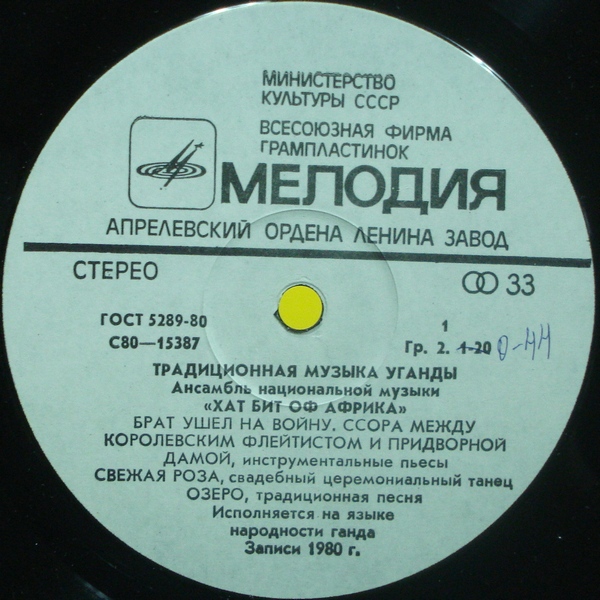 МИНИСТЕРСТВО
КУЛЬТУРЫ СССР
ВСЕСОЮЗНАЯ ФИРМА
ГРАМПЛАСТИНОК
МЕЛОДИЯ
АПРЕЛЕВСКИЙ ОРДЕНА ЛЕНИНА ЗАВОД
СТЕРЕО
33
ГОСТ 5289-80
1
С80—15387
Гр. 2. 1-20 0-44
ТРАДИЦИОННАЯ МУЗЫКА УГАНДЫ
Ансамбль национальной музыки
«ХАТ БИТ ОФ АФРИКА»
БРАТ УШЕЛ НА ВОЙНУ. ССОРА МЕЖДУ
КОРОЛЕВСКИМ ФЛЕЙТИСТОМ И ПРИДВОРНОЙ
ДАМОЙ, инструментальные пьесы
СВЕЖАЯ РОЗА, свадебный церемониальный танец
ОЗЕРО, традиционная песня
Исполняется на языке
народности ганда
Записи 1980 г.